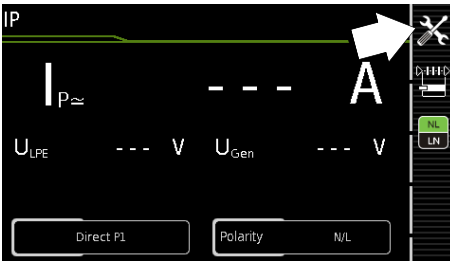 IP
IP≃ --- A
ULPE --- V UGen --- V
NL
LN
Direct P1 Polarity N/L